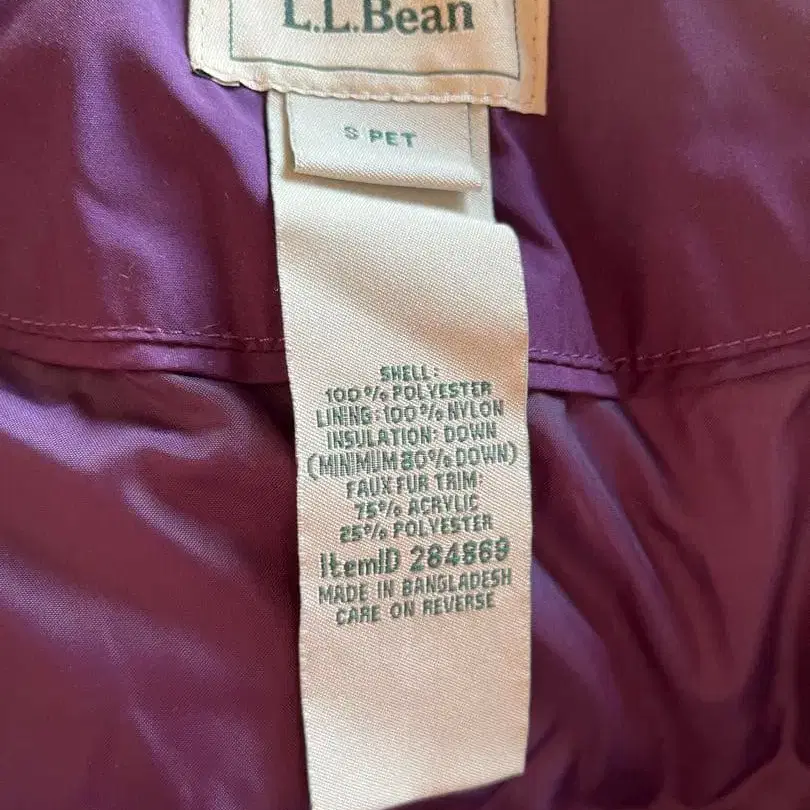 L.L.Bean
S PET
SHELL:
100% POLYESTER
LINING: 100% NYLON
INSULATION: DOWN
(MINIMUM 80% DOWN)
FAUX FUR TRIM:
75% ACRYLIC
25% POLYESTER
ItemID 284869
MADE IN BANGLADESH
CARE ON REVERSE